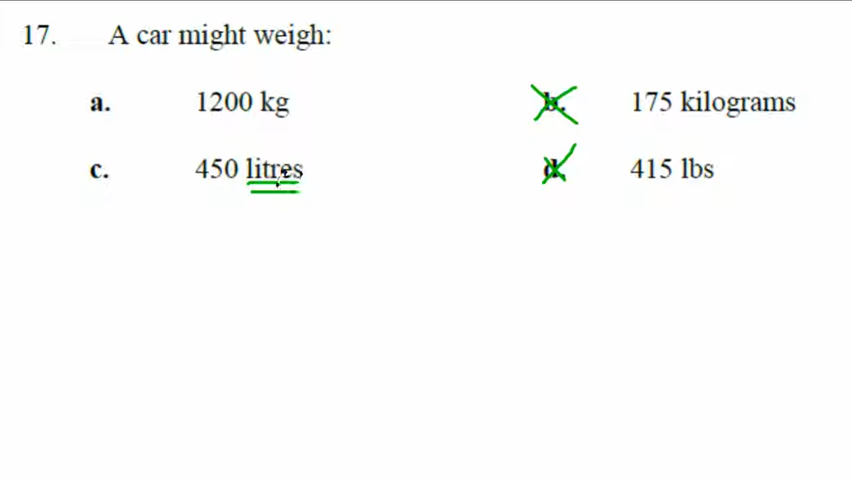 17. A car might weigh:
a. 1200 kg b. 175 kilograms
c. 450 litres d. 415 lbs